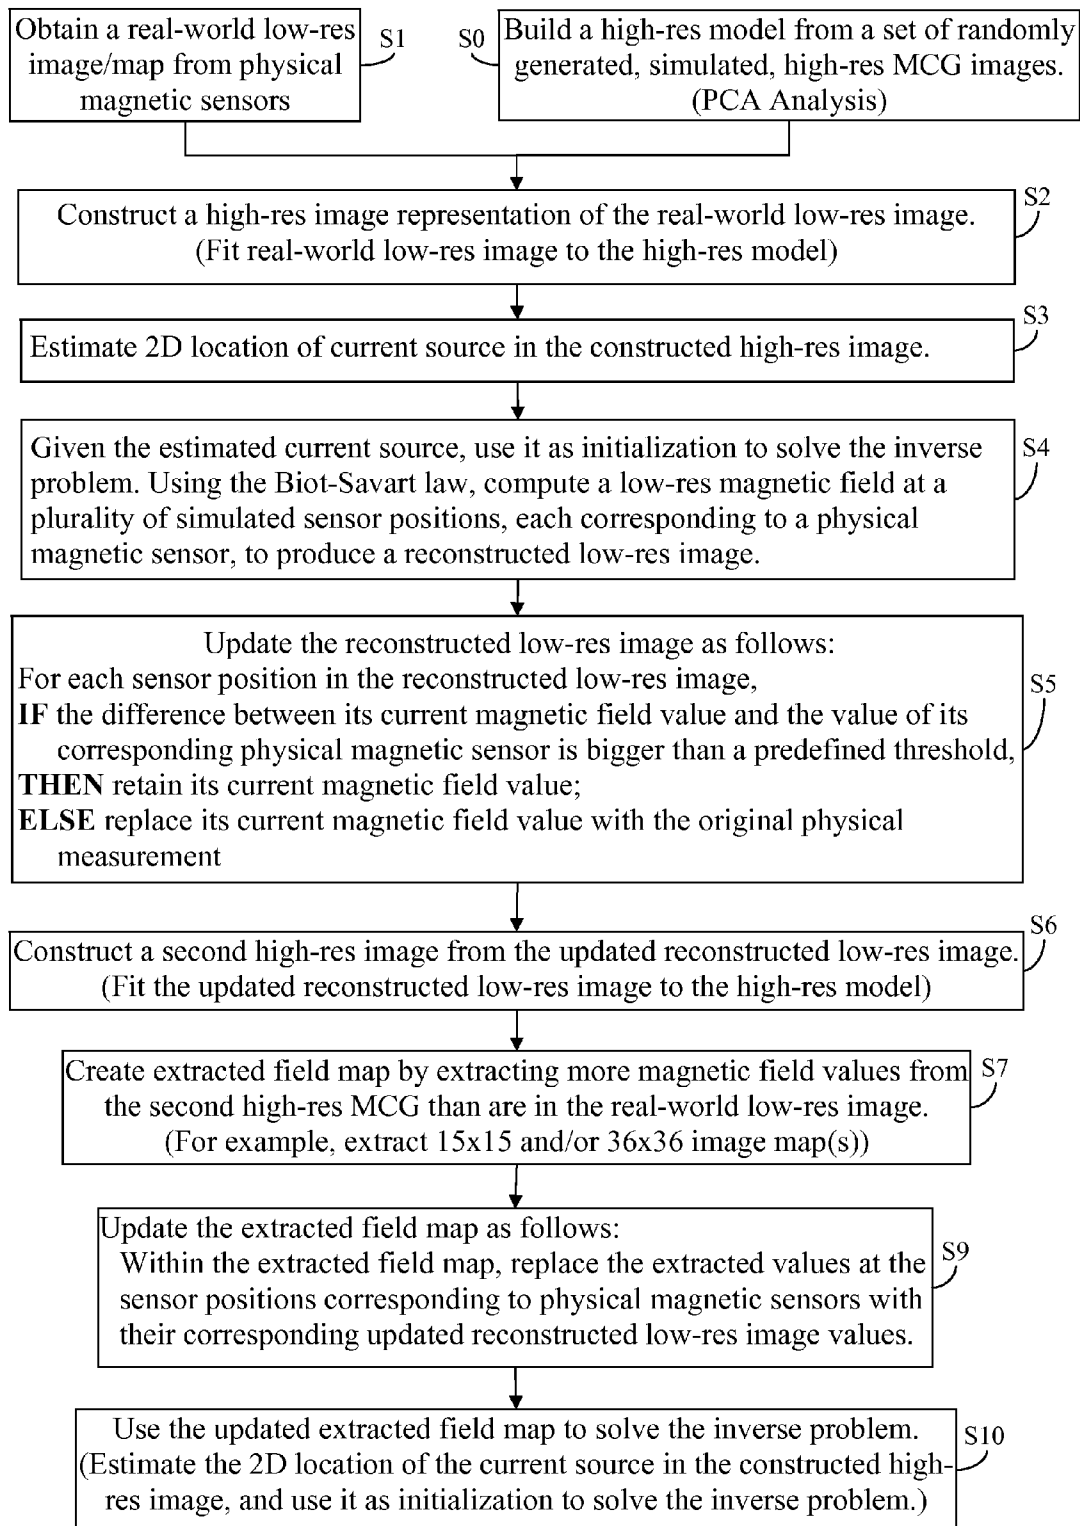 Obtain a real-world low-res
image/map from physical
magnetic sensors
S1
S0
Build a high-res model from a set of randomly
generated, simulated, high-res MCG images.
(PCA Analysis)
S2
Construct a high-res image representation of the real-world low-res image.
(Fit real-world low-res image to the high-res model)
S3
Estimate 2D location of current source in the constructed high-res image.
S4
Given the estimated current source, use it as initialization to solve the inverse
problem. Using the Biot-Savart law, compute a low-res magnetic field at a
plurality of simulated sensor positions, each corresponding to a physical
magnetic sensor, to produce a reconstructed low-res image.
S5
Update the reconstructed low-res image as follows:
For each sensor position in the reconstructed low-res image,
IF the difference between its current magnetic field value and the value of its
corresponding physical magnetic sensor is bigger than a predefined threshold,
THEN retain its current magnetic field value;
ELSE replace its current magnetic field value with the original physical
measurement
S6
Construct a second high-res image from the updated reconstructed low-res image.
(Fit the updated reconstructed low-res image to the high-res model)
S7
Create extracted field map by extracting more magnetic field values from
the second high-res MCG than are in the real-world low-res image.
(For example, extract 15x15 and/or 36x36 image map(s))
S9
Update the extracted field map as follows:
Within the extracted field map, replace the extracted values at the
sensor positions corresponding to physical magnetic sensors with
their corresponding updated reconstructed low-res image values.
S10
Use the updated extracted field map to solve the inverse problem.
(Estimate the 2D location of the current source in the constructed high-
res image, and use it as initialization to solve the inverse problem.)